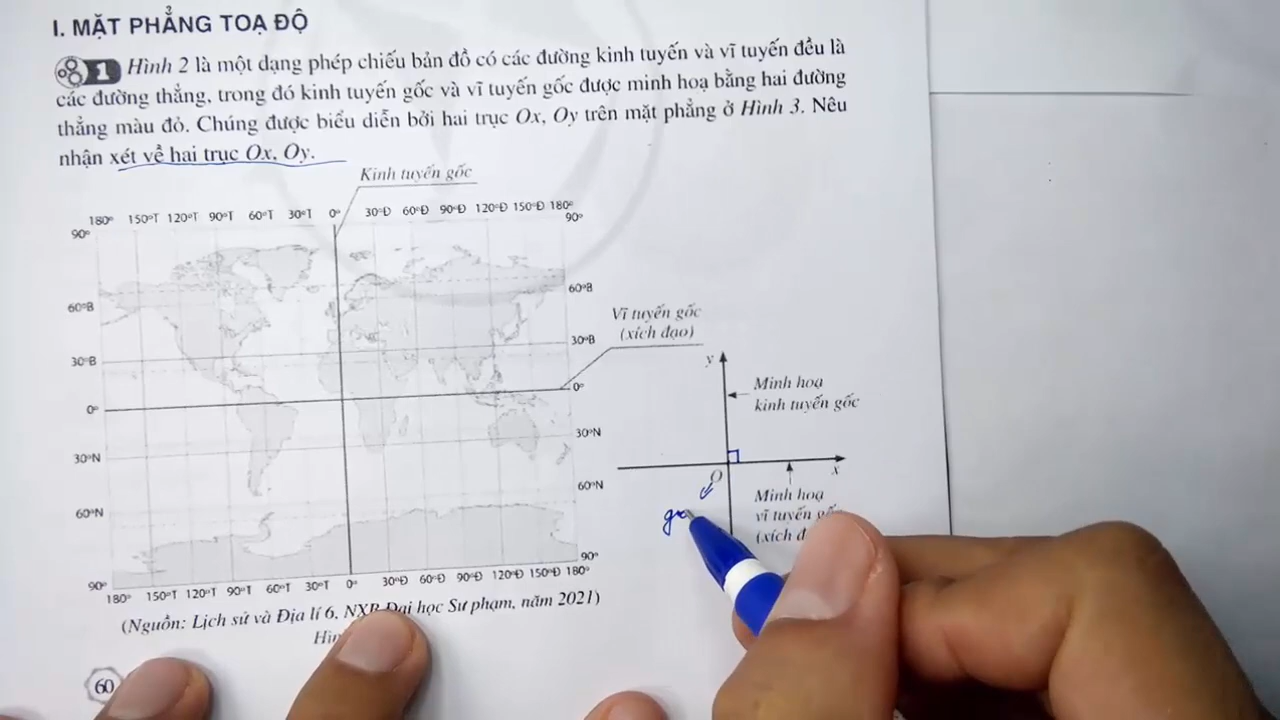 I. MẶT PHẲNG TOẠ ĐỘ
1 Hình 2 là một dạng phép chiếu bản đồ có các đường kinh tuyến và vĩ tuyến đều là
các đường thẳng, trong đó kinh tuyến gốc và vĩ tuyến gốc được minh hoạ bằng hai đường
thẳng màu đỏ. Chúng được biểu diễn bởi hai trục Ox, Oy trên mặt phẳng ở Hình 3. Nêu
nhận xét về hai trục Ox, Oy.
Kinh tuyến gốc
180° 150°T 120°T 90°T 60°T 30°T 0° 30°Đ 60°Đ 90°Đ 120°Đ 150°Đ 180°
90° 90°
60°B 60°B
Vĩ tuyến gốc
(xích đạo)
30°B 30°B
0° 0°
30°N 30°N
60°N 60°N
90° 90°
180° 150°T 120°T 90°T 60°T 30°T 0° 30°Đ 60°Đ 90°Đ 120°Đ 150°Đ 180°
y
Minh hoạ
kinh tuyến gốc
O x
Minh hoạ
vĩ tuyến
(xích
(Nguồn: Lịch sử và Địa lí 6, NXB Đại học Sư phạm, năm 2021)
60